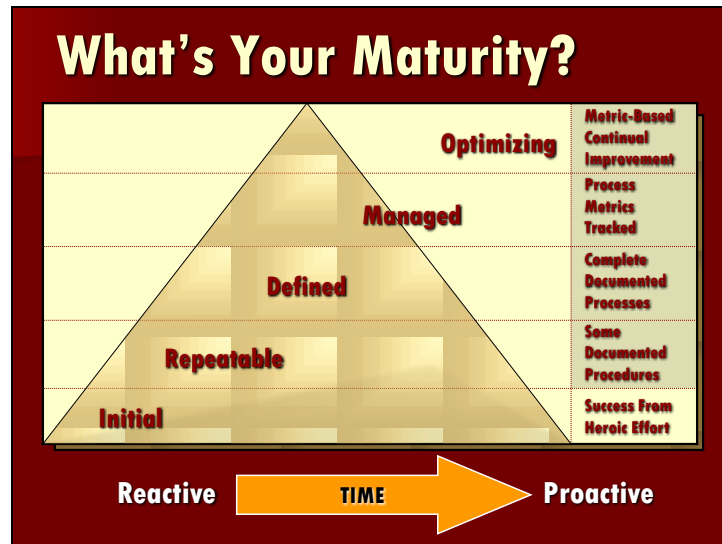 What's Your Maturity?
Optimizing
Metric-Based
Continual
Improvement
Managed
Process
Metrics
Tracked
Defined
Complete
Documented
Processes
Repeatable
Some
Documented
Procedures
Initial
Success From
Heroic Effort
Reactive
TIME
Proactive